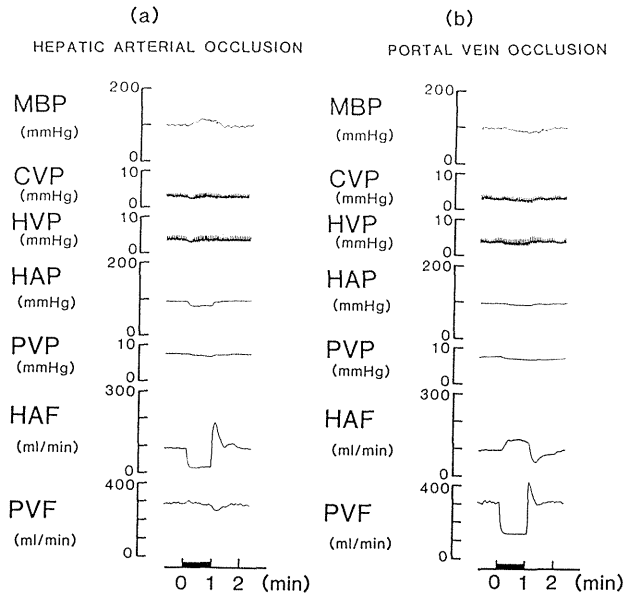 (a)
HEPATIC ARTERIAL OCCLUSION
MBP
(mmHg)
200
0
CVP
(mmHg)
10
0
HVP
(mmHg)
10
0
HAP
(mmHg)
200
0
PVP
(mmHg)
10
0
HAF
(ml/min)
300
0
PVF
(ml/min)
400
0
0 1 2 (min)
(b)
PORTAL VEIN OCCLUSION
MBP
(mmHg)
200
0
CVP
(mmHg)
10
0
HVP
(mmHg)
10
0
HAP
(mmHg)
200
0
PVP
(mmHg)
10
0
HAF
(ml/min)
300
0
PVF
(ml/min)
400
0
0 1 2 (min)